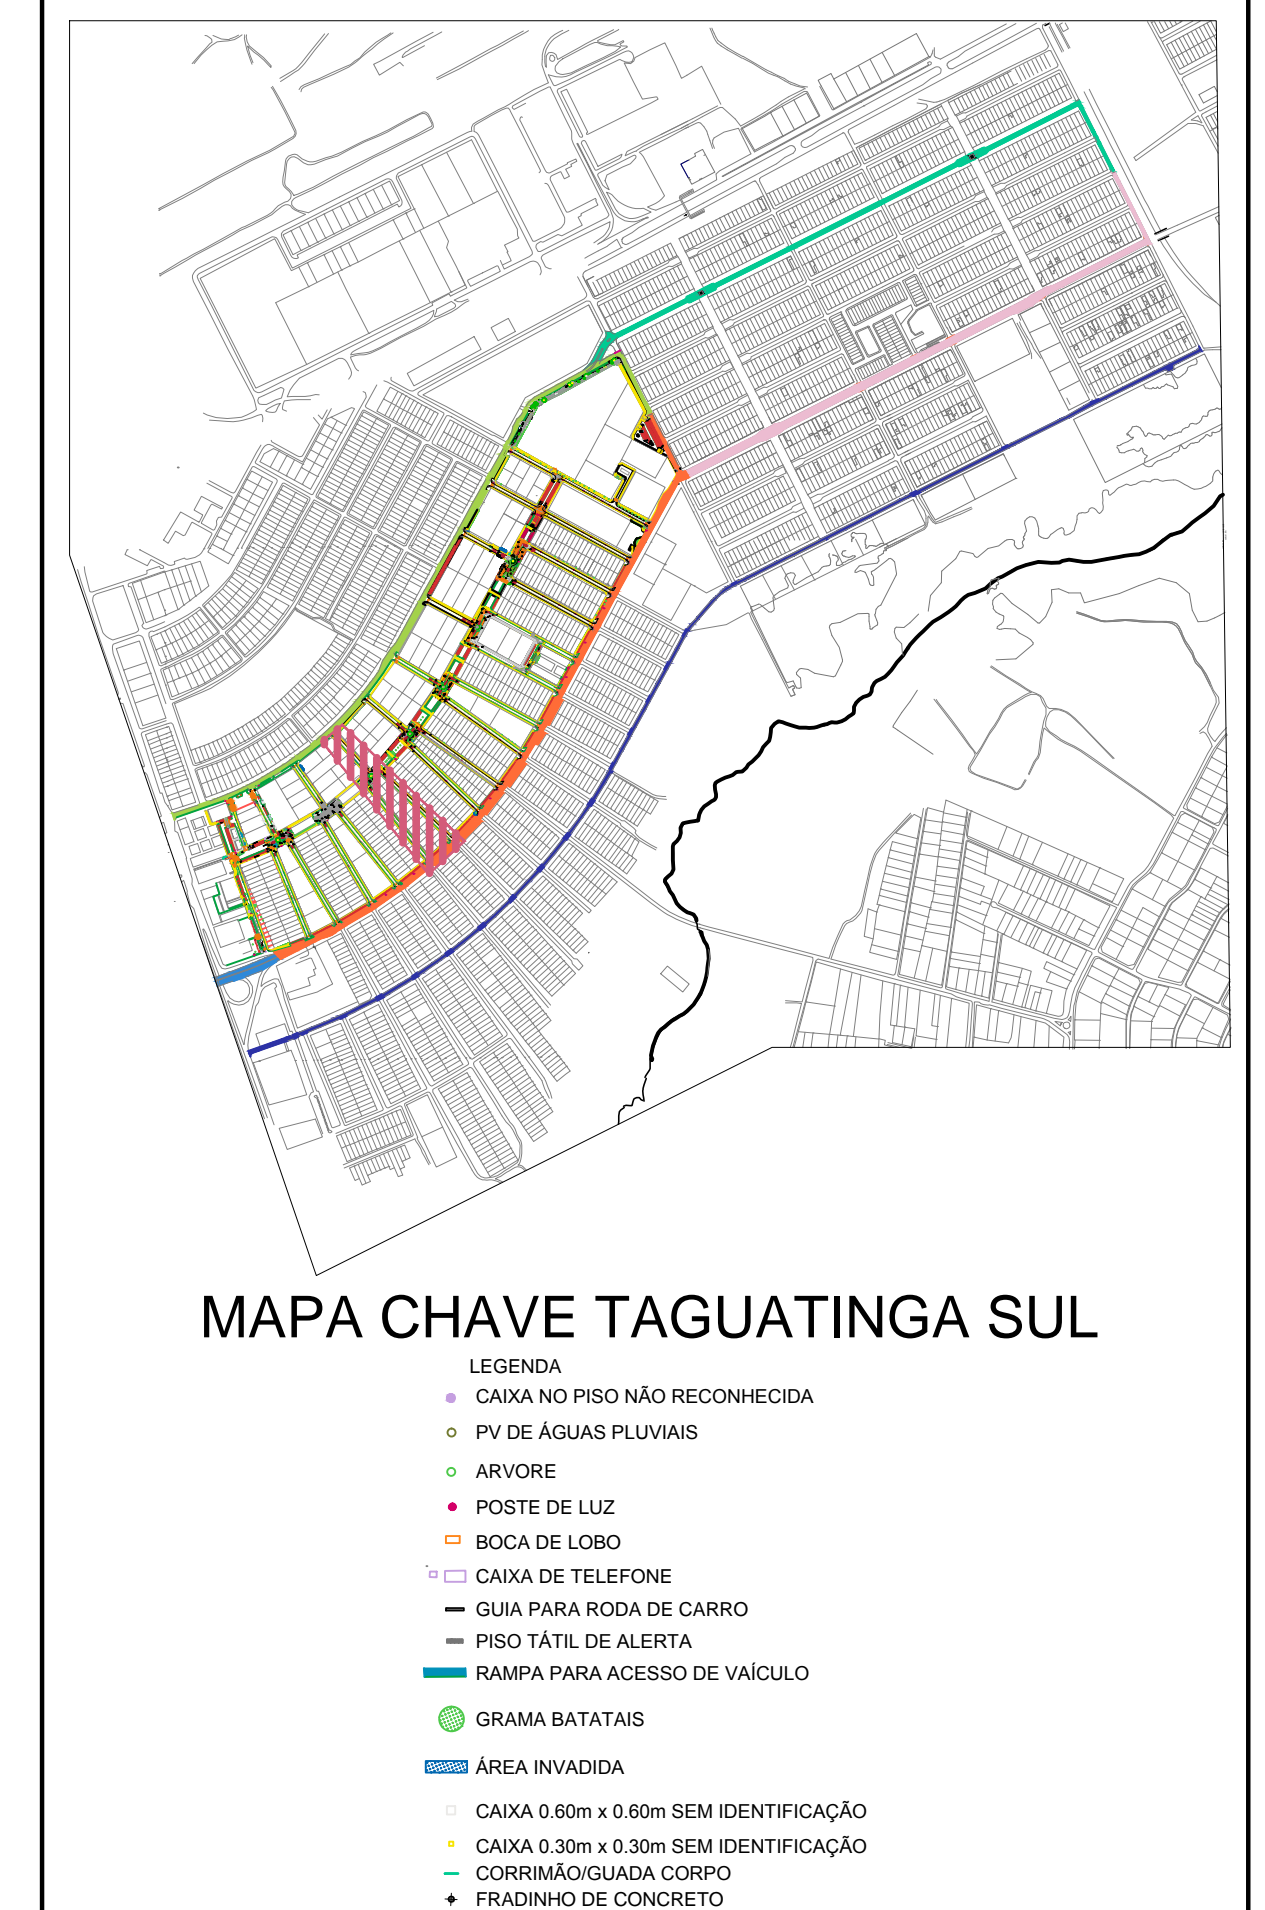 MAPA CHAVE TAGUATINGA SUL
LEGENDA
CAIXA NO PISO NÃO RECONHECIDA
PV DE ÁGUAS PLUVIAIS
ARVORE
POSTE DE LUZ
BOCA DE LOBO
CAIXA DE TELEFONE
GUIA PARA RODA DE CARRO
PISO TÁTIL DE ALERTA
RAMPA PARA ACESSO DE VAÍCULO
GRAMA BATATAIS
ÁREA INVADIDA
CAIXA 0.60m x 0.60m SEM IDENTIFICAÇÃO
CAIXA 0.30m x 0.30m SEM IDENTIFICAÇÃO
CORRIMÃO/GUADA CORPO
FRADINHO DE CONCRETO